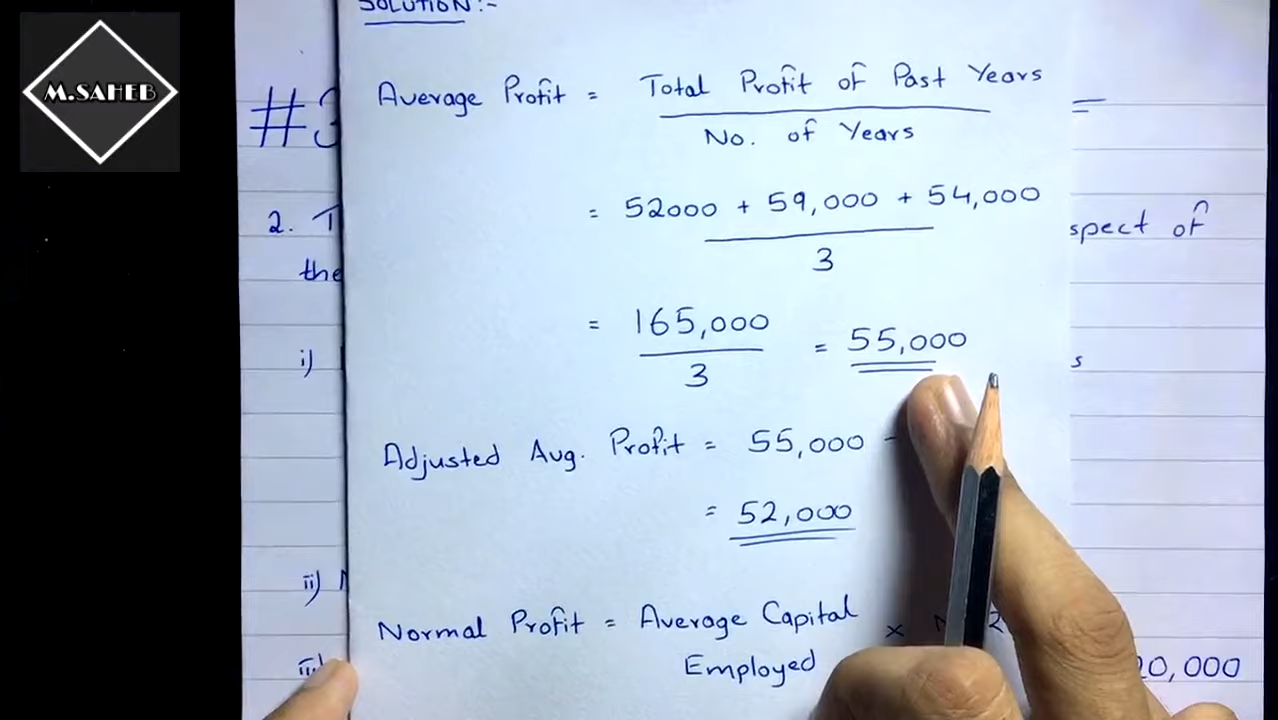 SOLUTION:-
M.SAHEB
#3
Average Profit = Total Profit of Past Years
No. of Years
2. spect of
the
= 52000 + 59,000 + 54,000
3
= 165,000
3
= 55,000
i) s
Adjusted Avg. Profit = 55,000 -
= 52,000
ii)
Normal Profit = Average Capital
Employed ×
iii)